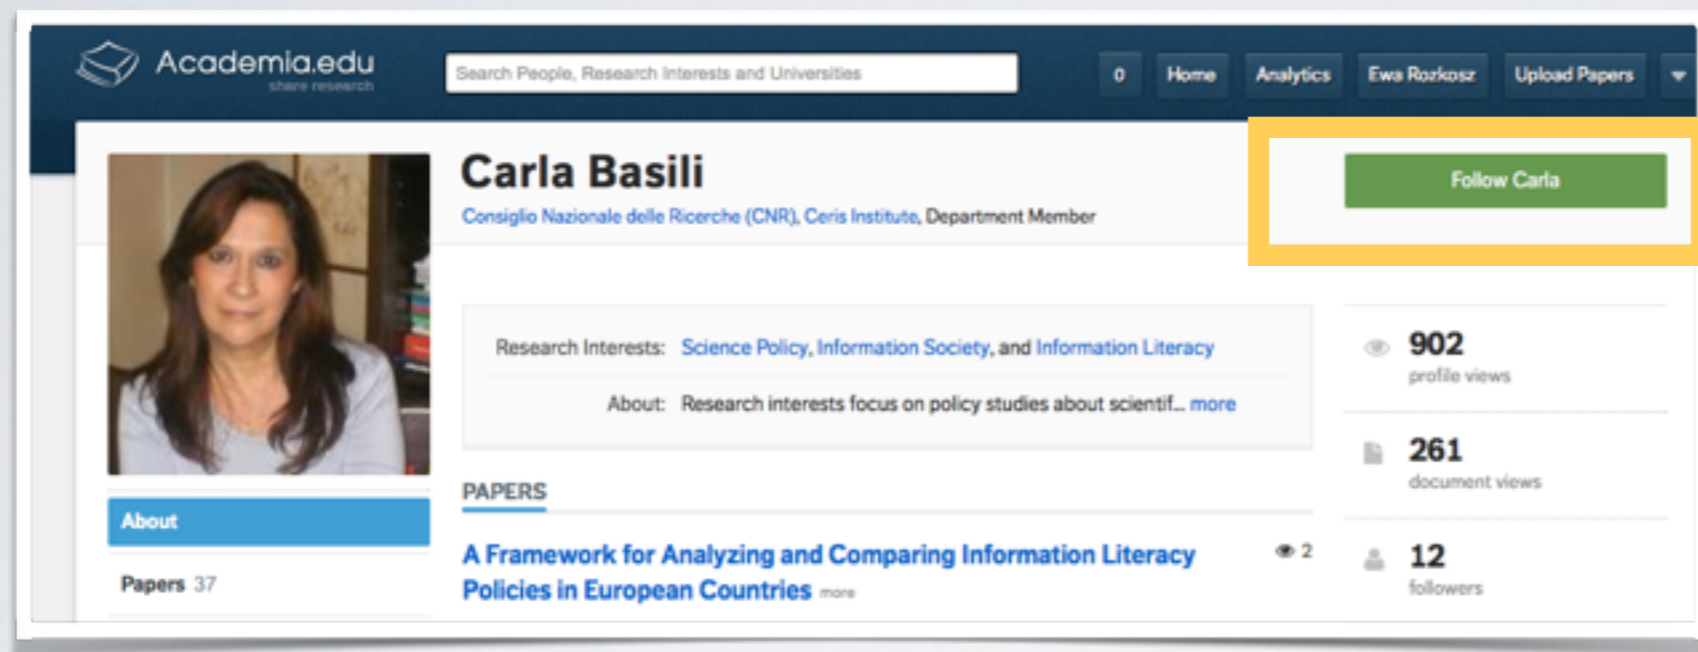 Academia.edu
share research
Search People, Research Interests and Universities
0 Home Analytics Ewa Rozkosz Upload Papers
Carla Basili
Consiglio Nazionale delle Ricerche (CNR), Ceris Institute, Department Member
Follow Carla
Research Interests: Science Policy, Information Society, and Information Literacy
About: Research interests focus on policy studies about scientif... more
902
profile views
261
document views
12
followers
About
Papers 37
PAPERS
A Framework for Analyzing and Comparing Information Literacy
Policies in European Countries more
2